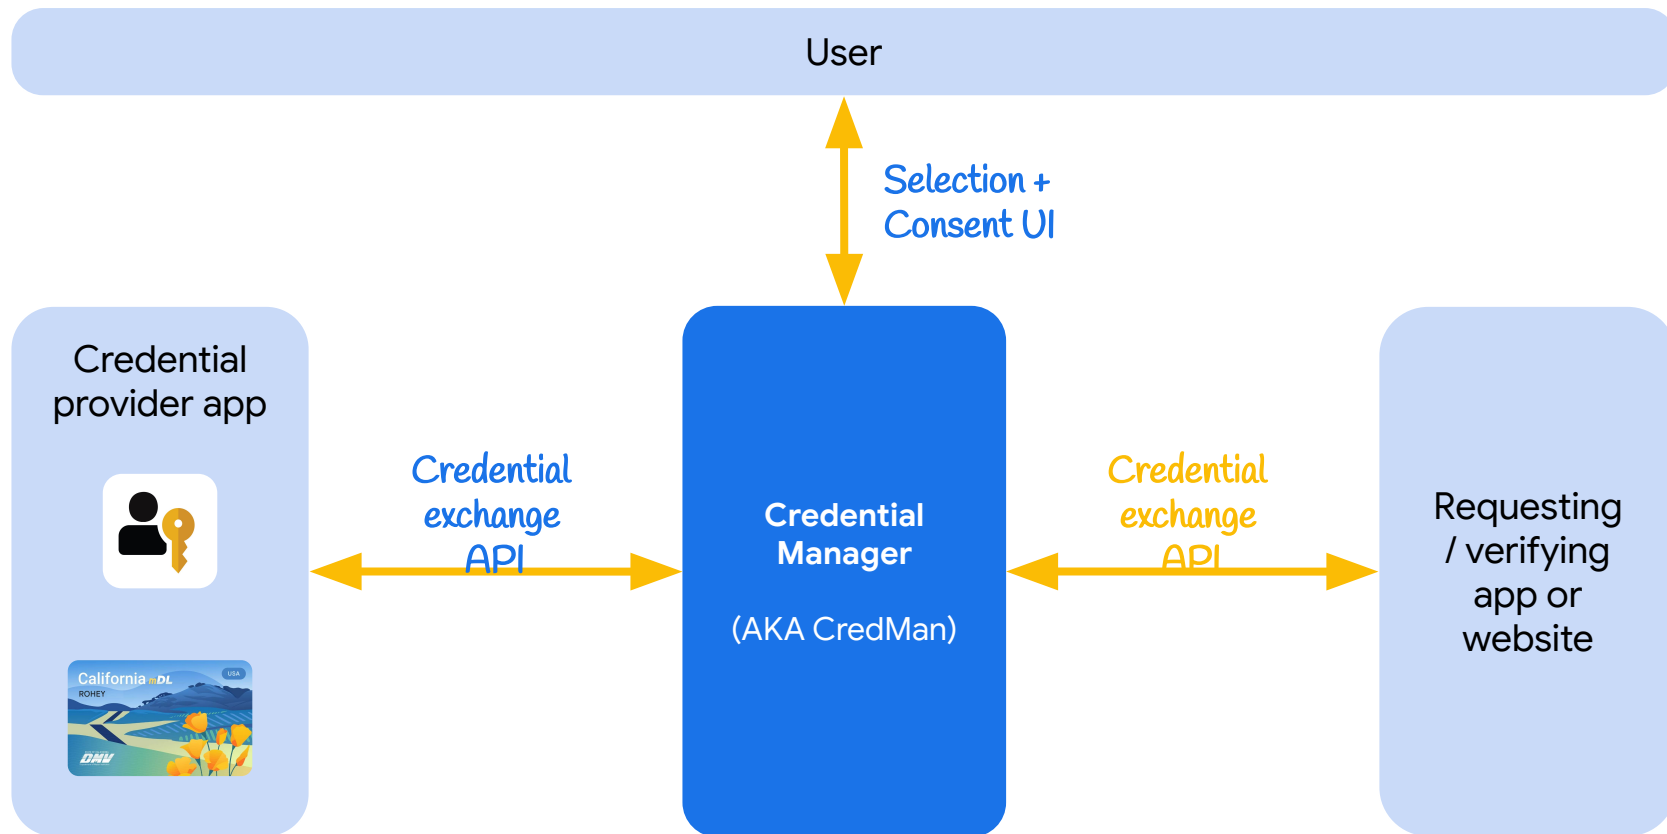 User
Selection +
Consent UI
Credential
provider app
California mDL
USA
ROHEY
DMV
Credential
exchange
API
Credential
Manager
(AKA CredMan)
Credential
exchange
API
Requesting
/ verifying
app or
website